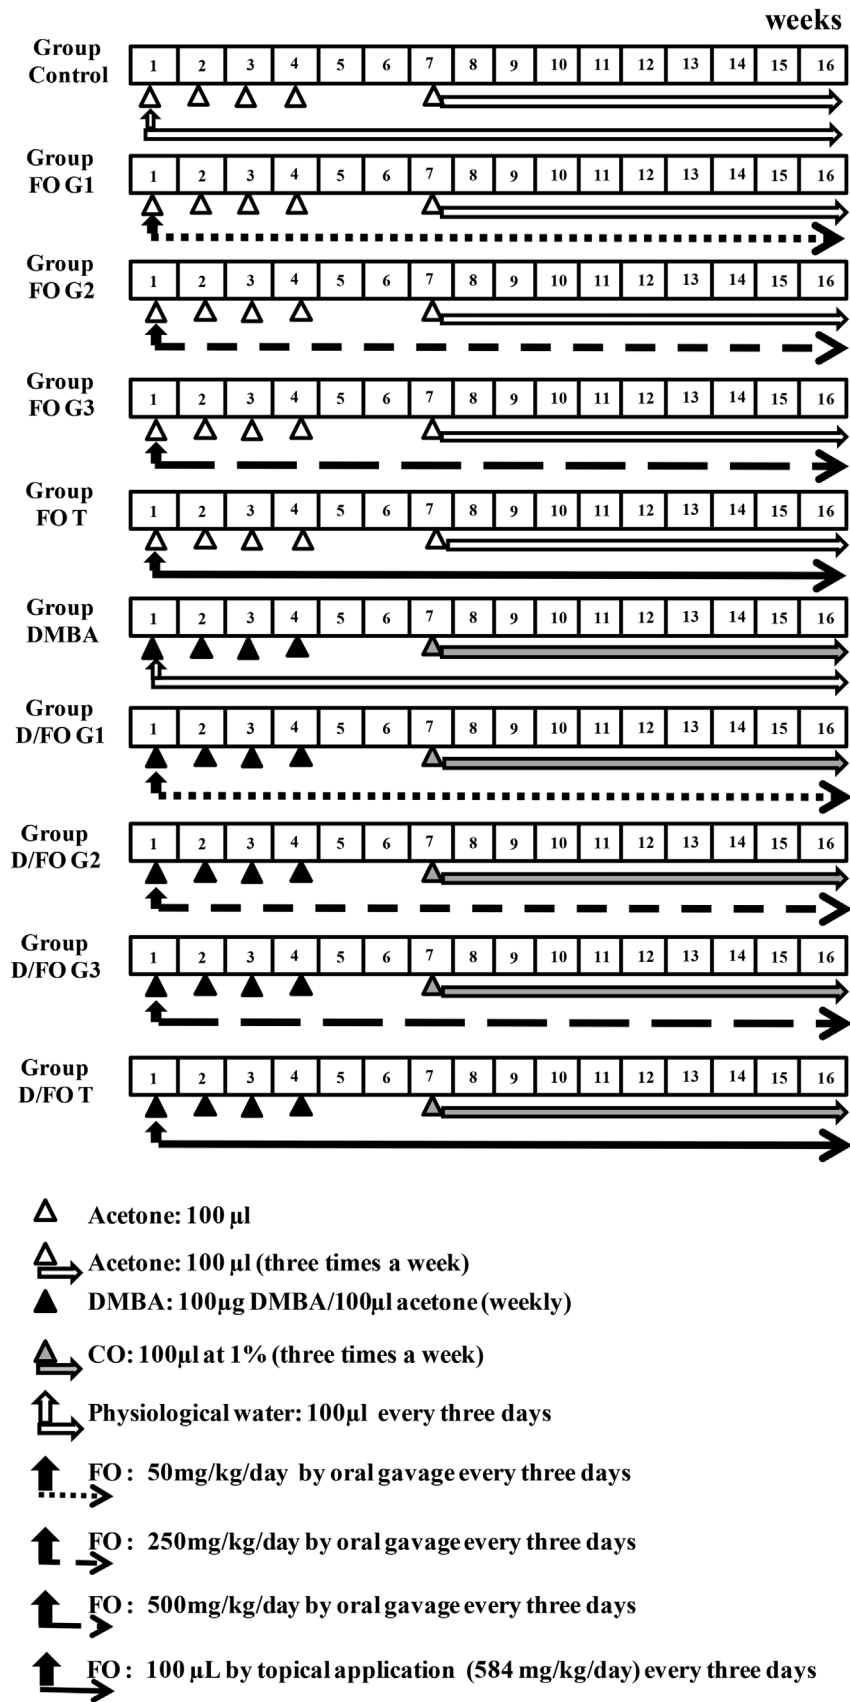 weeks
Group
Control
1 2 3 4 5 6 7 8 9 10 11 12 13 14 15 16
Group
FO G1
1 2 3 4 5 6 7 8 9 10 11 12 13 14 15 16
Group
FO G2
1 2 3 4 5 6 7 8 9 10 11 12 13 14 15 16
Group
FO G3
1 2 3 4 5 6 7 8 9 10 11 12 13 14 15 16
Group
FO T
1 2 3 4 5 6 7 8 9 10 11 12 13 14 15 16
Group
DMBA
1 2 3 4 5 6 7 8 9 10 11 12 13 14 15 16
Group
D/FO G1
1 2 3 4 5 6 7 8 9 10 11 12 13 14 15 16
Group
D/FO G2
1 2 3 4 5 6 7 8 9 10 11 12 13 14 15 16
Group
D/FO G3
1 2 3 4 5 6 7 8 9 10 11 12 13 14 15 16
Group
D/FO T
1 2 3 4 5 6 7 8 9 10 11 12 13 14 15 16
Acetone: 100 µl
Acetone: 100 µl (three times a week)
DMBA: 100µg DMBA/100µl acetone (weekly)
CO: 100µl at 1% (three times a week)
Physiological water: 100µl every three days
FO : 50mg/kg/day by oral gavage every three days
FO : 250mg/kg/day by oral gavage every three days
FO : 500mg/kg/day by oral gavage every three days
FO : 100 µL by topical application (584 mg/kg/day) every three days